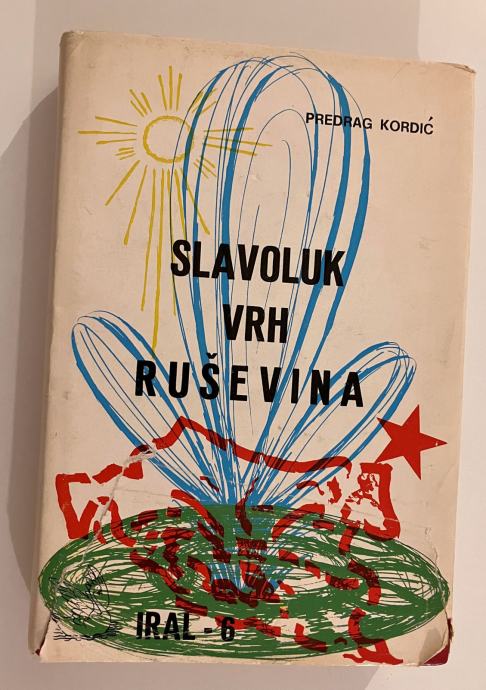 PREDRAG KORDIĆ
SLAVOLUK
VRH
RUŠEVINA
IRAL - 6